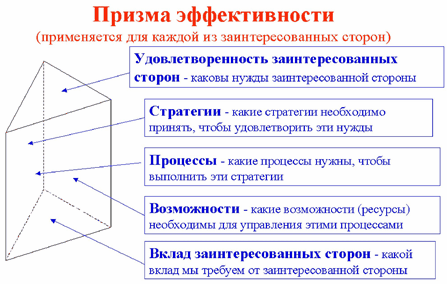 Призма эффективности
(применяется для каждой из заинтересованных сторон)
Удовлетворенность заинтересованных
сторон - каковы нужды заинтересованной стороны
Стратегии - какие стратегии необходимо
принять, чтобы удовлетворить эти нужды
Процессы - какие процессы нужны, чтобы
выполнить эти стратегии
Возможности - какие возможности (ресурсы)
необходимы для управления этими процессами
Вклад заинтересованных сторон - какой
вклад мы требуем от заинтересованной стороны